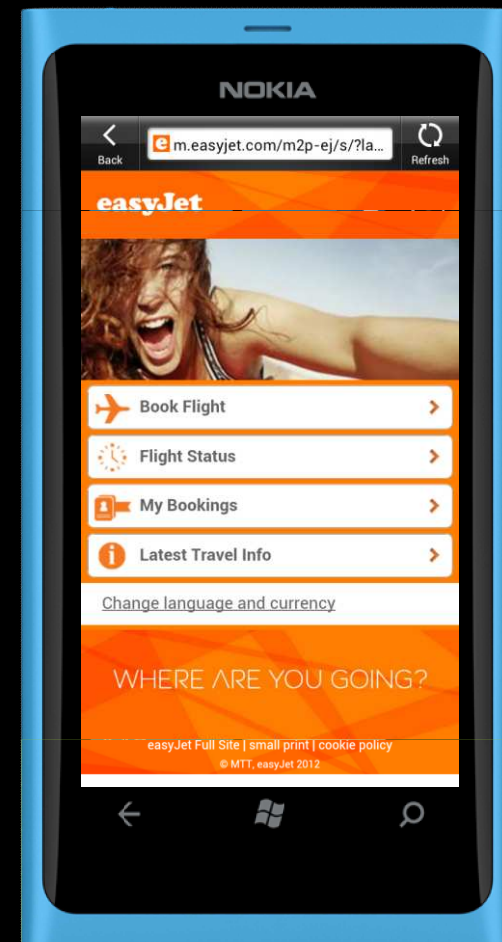 NOKIA
Back
e m.easyjet.com/m2p-ej/s/?la...
Refresh
easyJet
Book Flight
Flight Status
My Bookings
i Latest Travel Info
Change language and currency
WHERE ARE YOU GOING?
easyJet Full Site | small print | cookie policy
© MTT, easyJet 2012